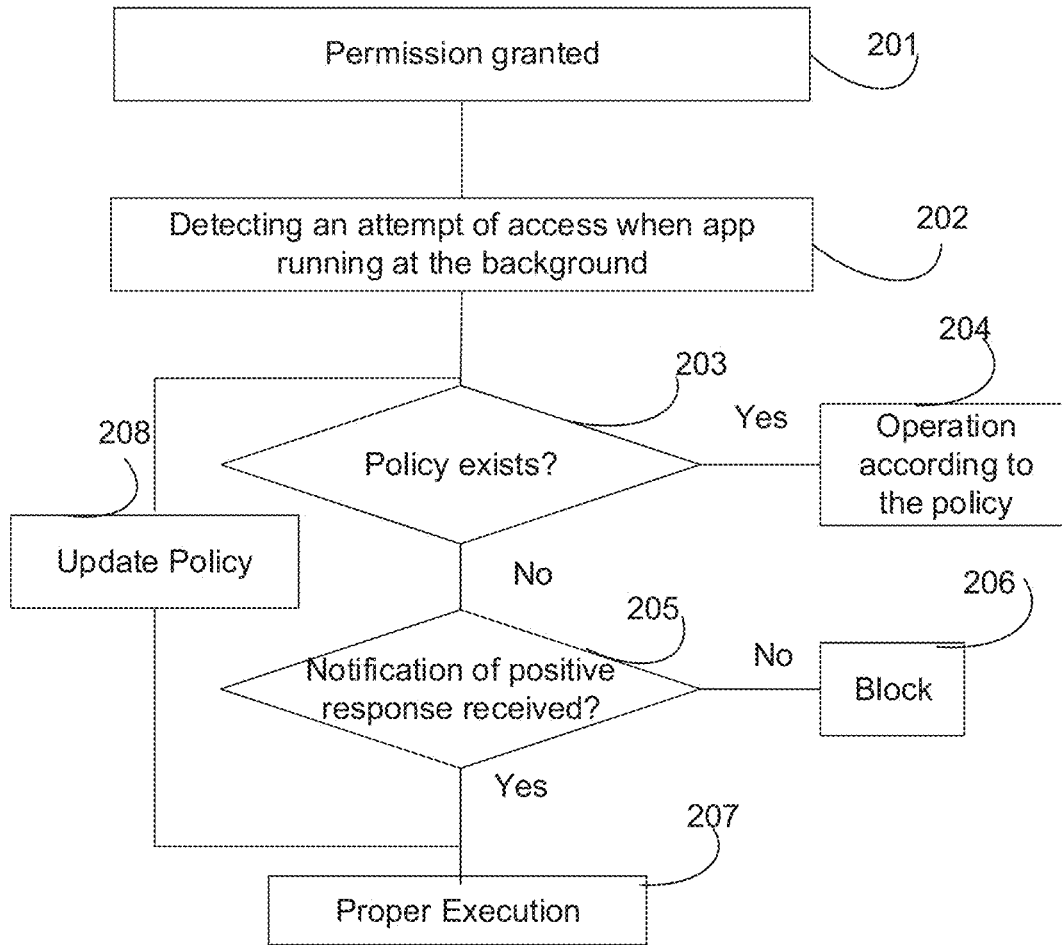 Permission granted
201
Detecting an attempt of access when app
running at the background
202
203
204
Policy exists?
Yes
Operation
according to
the policy
208
Update Policy
No
205
206
Notification of positive
response received?
No
Block
Yes
207
Proper Execution